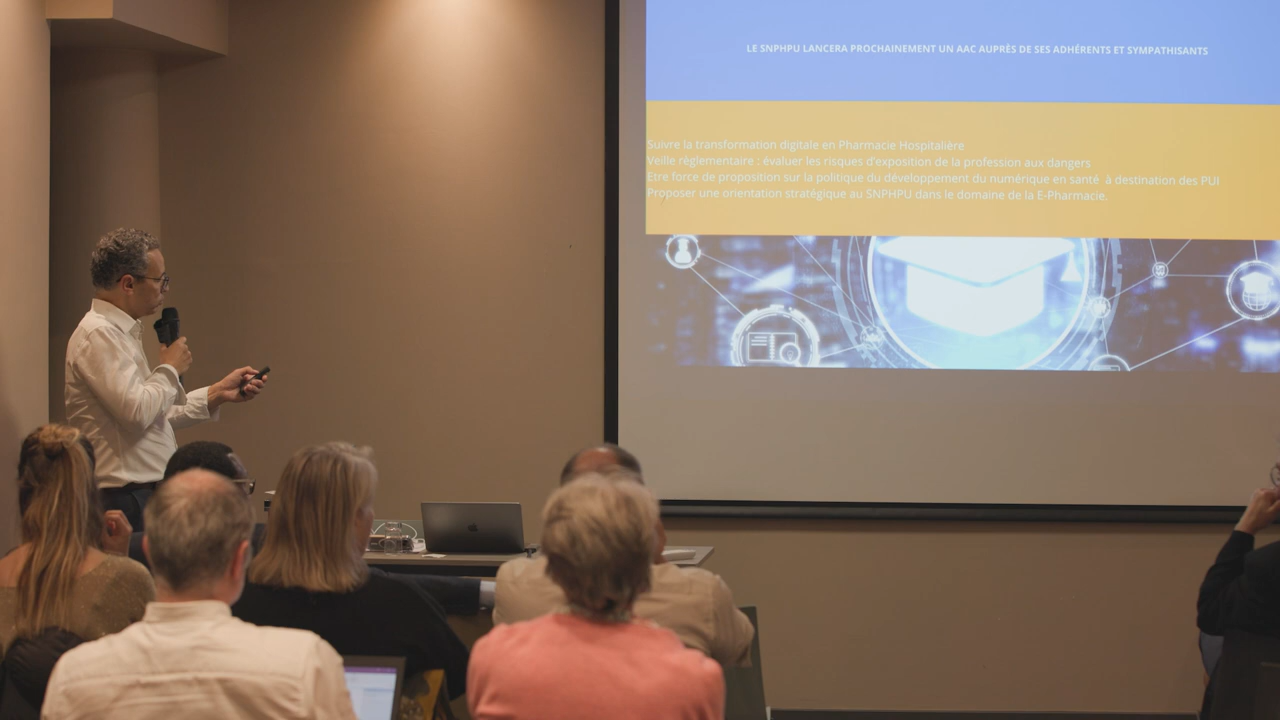 LE SNPHPU LANCERA PROCHAINEMENT UN AAC AUPRÈS DE SES ADHÉRENTS ET SYMPATHISANTS
Suivre la transformation digitale en Pharmacie Hospitalière
Veille règlementaire : évaluer les risques d'exposition de la profession aux dangers
Etre force de proposition sur la politique du développement du numérique en santé à destination des PUI
Proposer une orientation stratégique au SNPHPU dans le domaine de la E-Pharmacie.